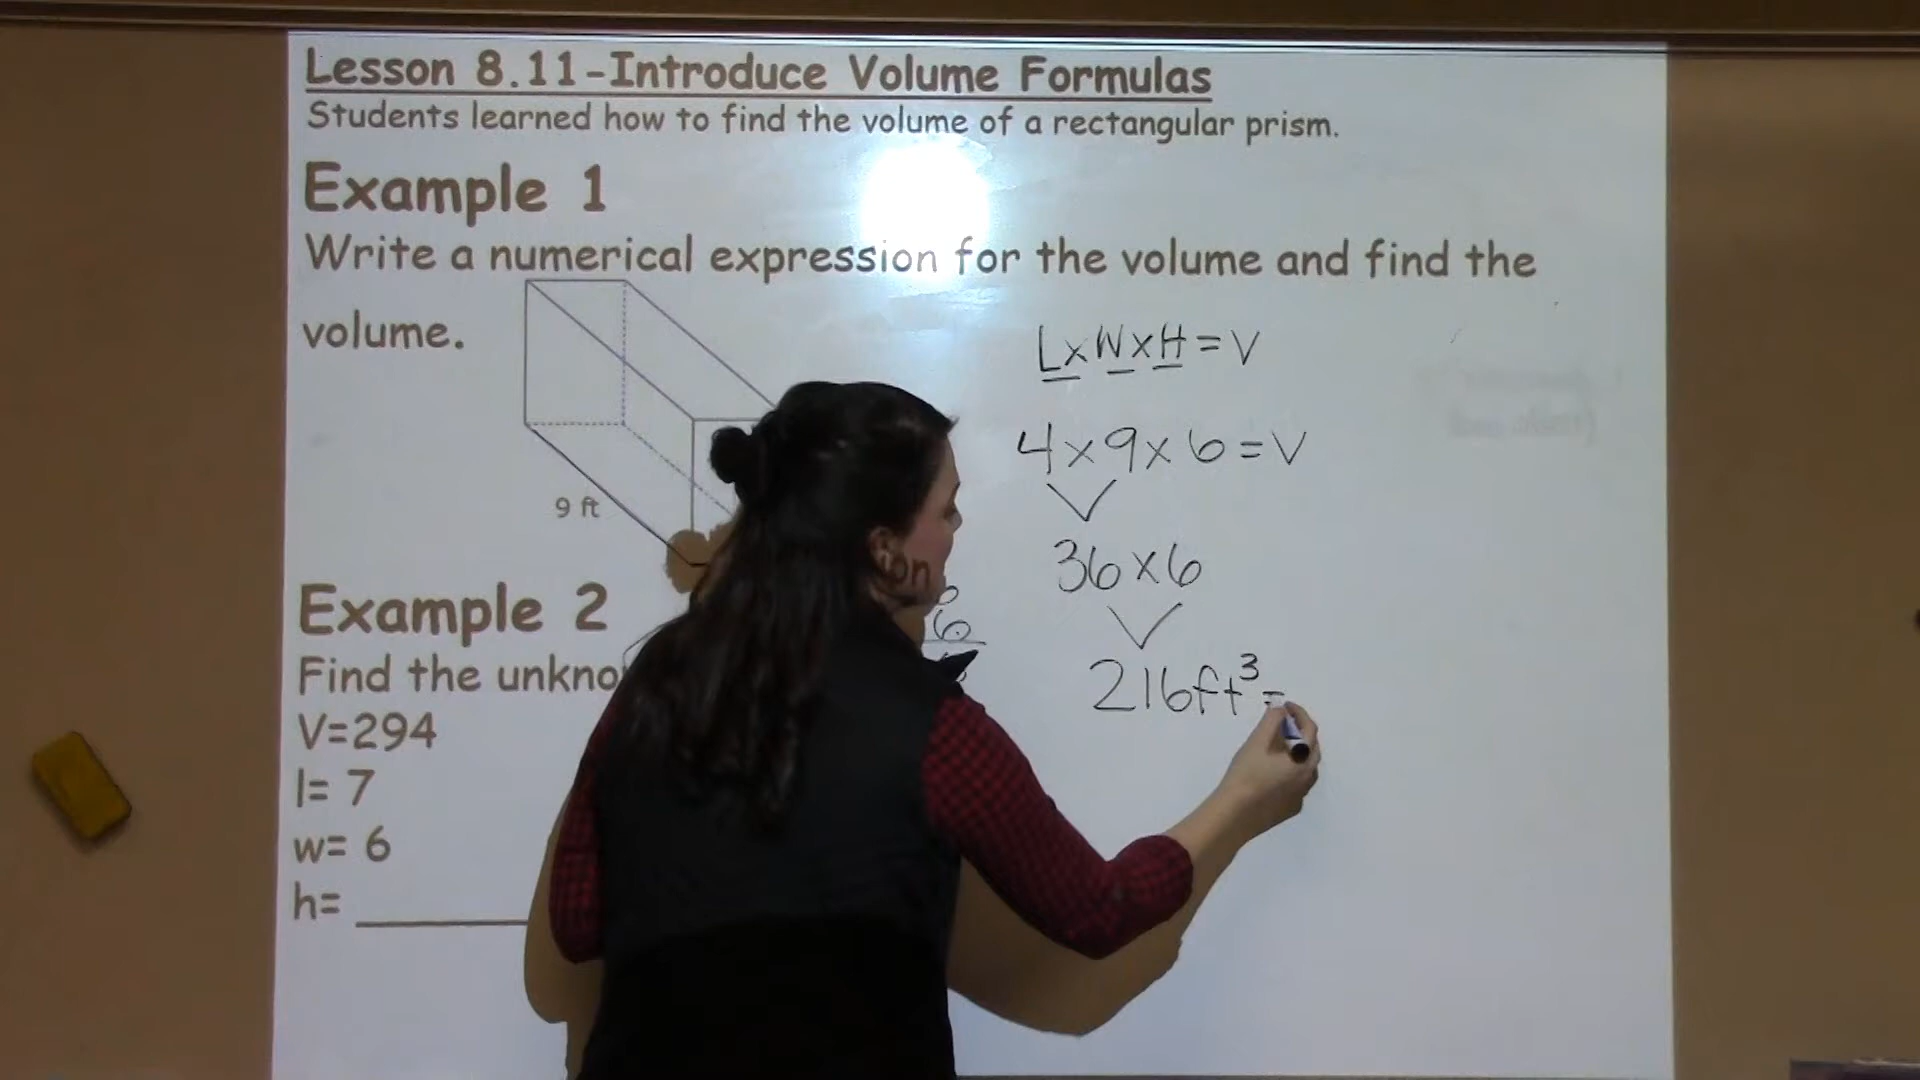 Lesson 8.11-Introduce Volume Formulas
Students learned how to find the volume of a rectangular prism.
Example 1
Write a numerical expression for the volume and find the
volume.
9 ft
L x W x H = V
4 x 9 x 6 = V
36 x 6
216ft³ =
6
Example 2
Find the
V=294
l= 7
w= 6
h=